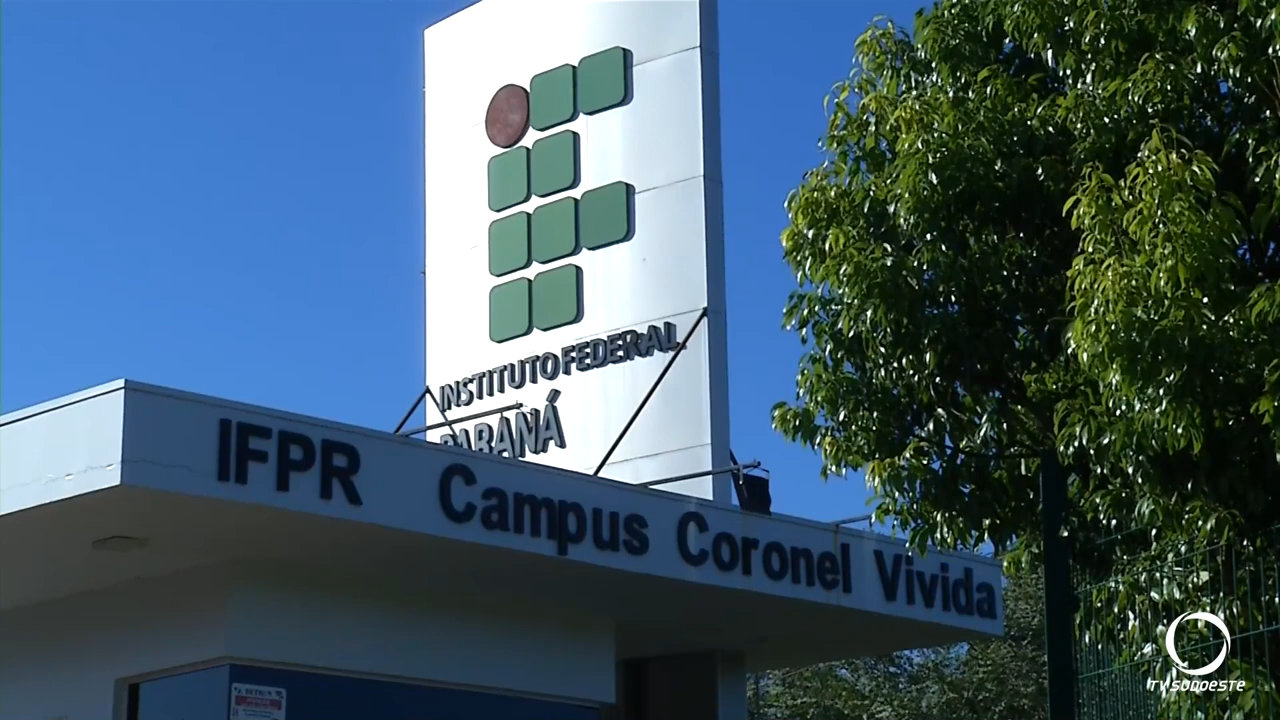 INSTITUTO FEDERAL
PARANÁ
IFPR Campus Coronel Vivida
TV SUDOESTE